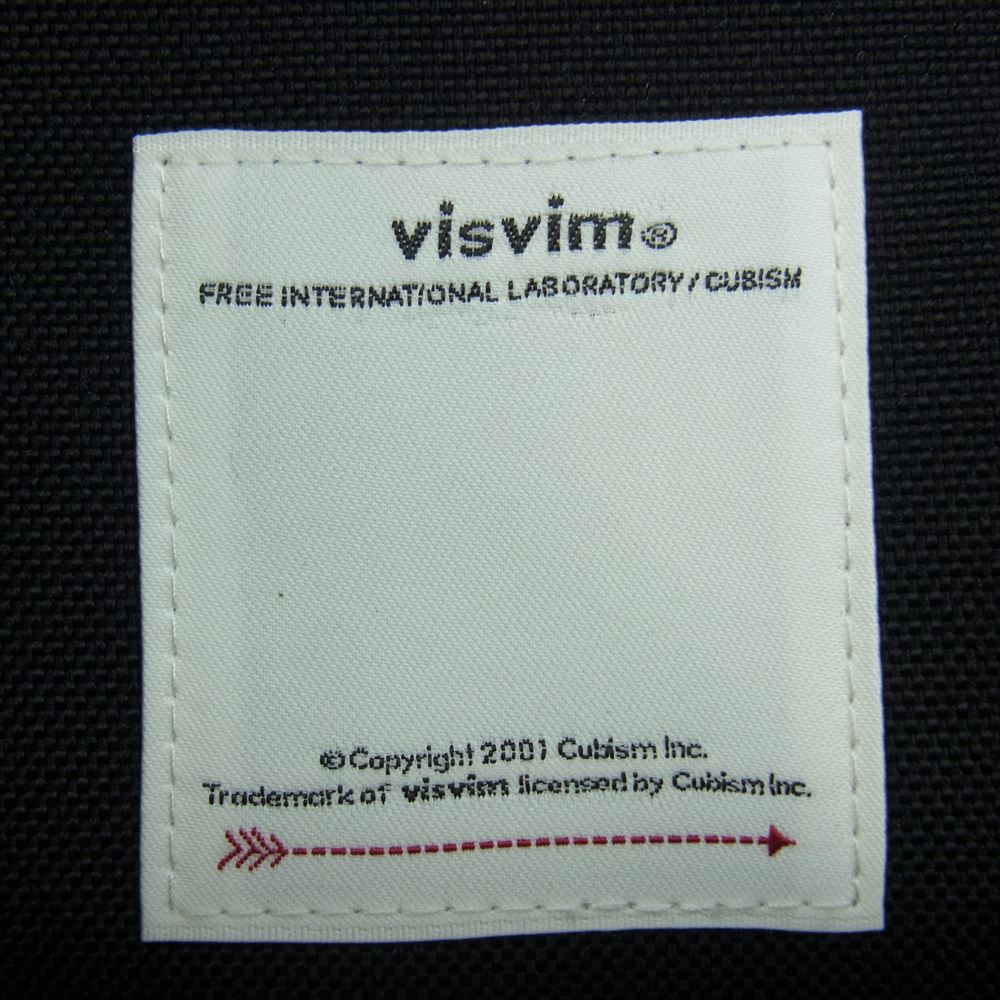 visvim®
FREE INTERNATIONAL LABORATORY / CUBISM
© Copyright 2001 Cubism Inc.
Trademark of visvim licensed by Cubism Inc.